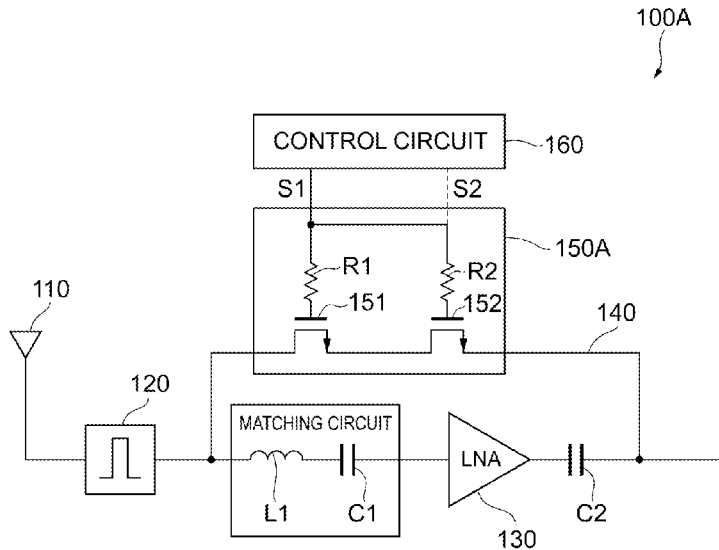 100A
CONTROL CIRCUIT
160
S1
S2
150A
R1
R2
151
152
110
140
120
MATCHING CIRCUIT
LNA
L1
C1
130
C2